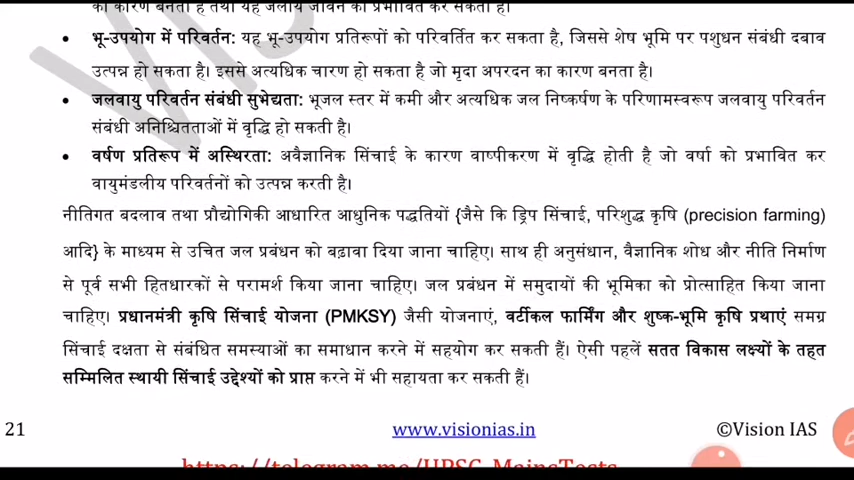 का कारण बनता है तथा यह जलीय जीवन को प्रभावित कर सकता है।
• भू-उपयोग में परिवर्तन: यह भू-उपयोग प्रतिरूपों को परिवर्तित कर सकता है, जिससे शेष भूमि पर पशुधन संबंधी दबाव
उत्पन्न हो सकता है। इससे अत्यधिक चारण हो सकता है जो मृदा अपरदन का कारण बनता है।
• जलवायु परिवर्तन संबंधी सुभेद्यता: भूजल स्तर में कमी और अत्यधिक जल निष्कर्षण के परिणामस्वरूप जलवायु परिवर्तन
संबंधी अनिश्चितताओं में वृद्धि हो सकती है।
• वर्षण प्रतिरूप में अस्थिरता: अवैज्ञानिक सिंचाई के कारण वाष्पीकरण में वृद्धि होती है जो वर्षा को प्रभावित कर
वायुमंडलीय परिवर्तनों को उत्पन्न करती है।
नीतिगत बदलाव तथा प्रौद्योगिकी आधारित आधुनिक पद्धतियों {जैसे कि ड्रिप सिंचाई, परिशुद्ध कृषि (precision farming)
आदि} के माध्यम से उचित जल प्रबंधन को बढ़ावा दिया जाना चाहिए। साथ ही अनुसंधान, वैज्ञानिक शोध और नीति निर्माण
से पूर्व सभी हितधारकों से परामर्श किया जाना चाहिए। जल प्रबंधन में समुदायों की भूमिका को प्रोत्साहित किया जाना
चाहिए। प्रधानमंत्री कृषि सिंचाई योजना (PMKSY) जैसी योजनाएं, वर्टीकल फार्मिंग और शुष्क-भूमि कृषि प्रथाएं समग्र
सिंचाई दक्षता से संबंधित समस्याओं का समाधान करने में सहयोग कर सकती हैं। ऐसी पहलें सतत विकास लक्ष्यों के तहत
सम्मिलित स्थायी सिंचाई उद्देश्यों को प्राप्त करने में भी सहायता कर सकती हैं।
21 www.visionias.in ©Vision IAS
https://telegram.me/UPSC_MainsTests